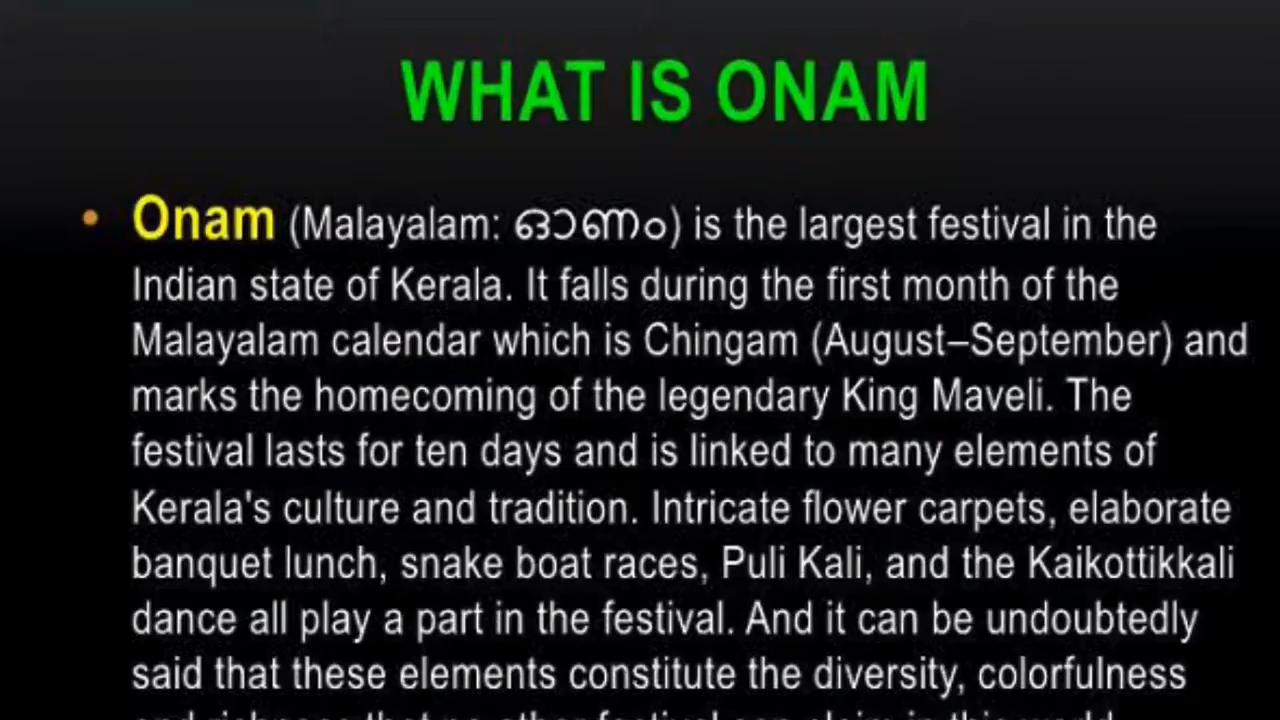 WHAT IS ONAM
• Onam (Malayalam: ഓണം) is the largest festival in the
Indian state of Kerala. It falls during the first month of the
Malayalam calendar which is Chingam (August–September) and
marks the homecoming of the legendary King Maveli. The
festival lasts for ten days and is linked to many elements of
Kerala's culture and tradition. Intricate flower carpets, elaborate
banquet lunch, snake boat races, Puli Kali, and the Kaikottikkali
dance all play a part in the festival. And it can be undoubtedly
said that these elements constitute the diversity, colorfulness